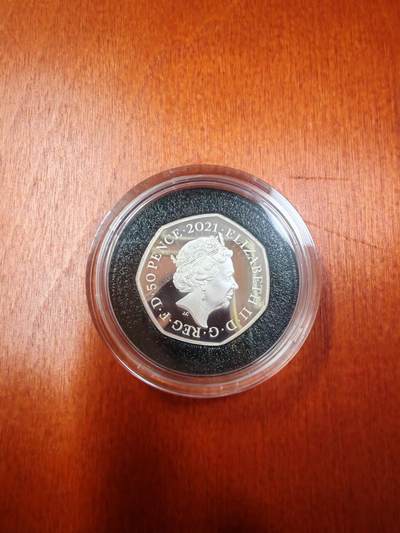 ELIZABETH II · D · G · REG · F · D · 50 PENCE · 2021 ·